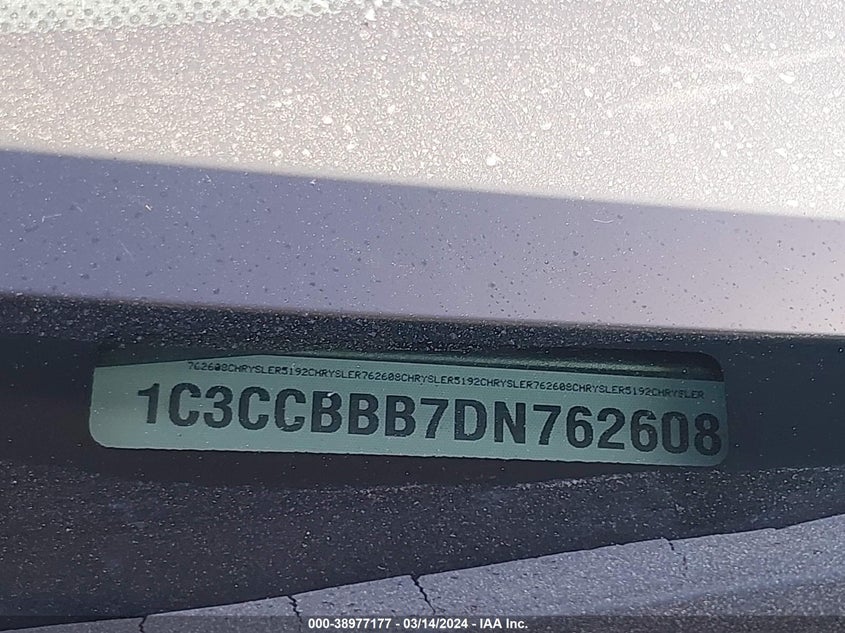 762608CHRYSLER5192CHRYSLER762608CHRYSLER5192CHRYSLER762608CHRYSLER5192CHRYSLER
1C3CCBBB7DN762608
000-38977177 - 03/14/2024 - IAA Inc.